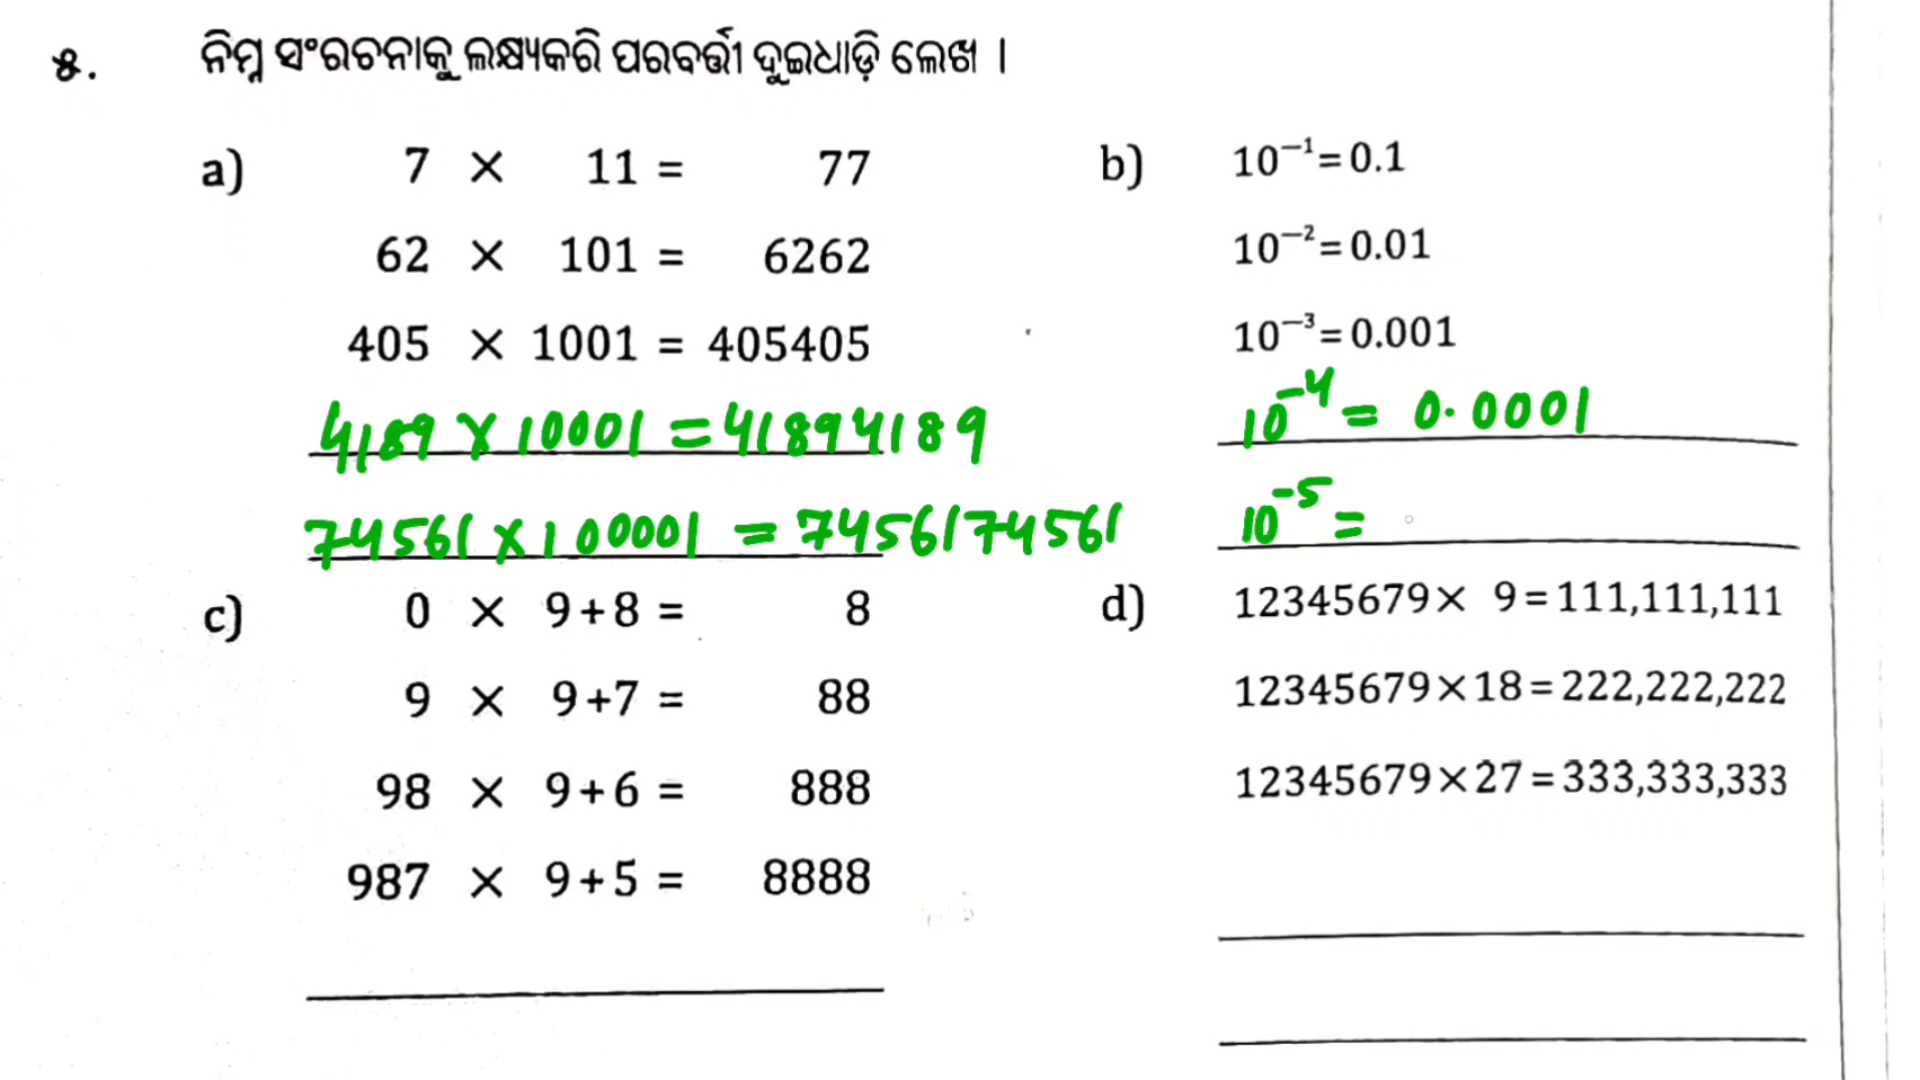 ୫. ନିମ୍ନ ସଂରଚନାକୁ ଲକ୍ଷ୍ୟକରି ପରବର୍ତ୍ତୀ ଦୁଇଧାଡ଼ି ଲେଖ ।
a) 7 × 11 = 77
62 × 101 = 6262
405 × 1001 = 405405
4189 × 10001 = 41894189
74561 × 100001 = 7456174561
b) 10⁻¹=0.1
10⁻²=0.01
10⁻³=0.001
10⁻⁴ = 0.0001
10⁻⁵ =
c) 0 × 9+8 = 8
9 × 9+7 = 88
98 × 9+6 = 888
987 × 9+5 = 8888
d) 12345679× 9=111,111,111
12345679×18=222,222,222
12345679×27=333,333,333